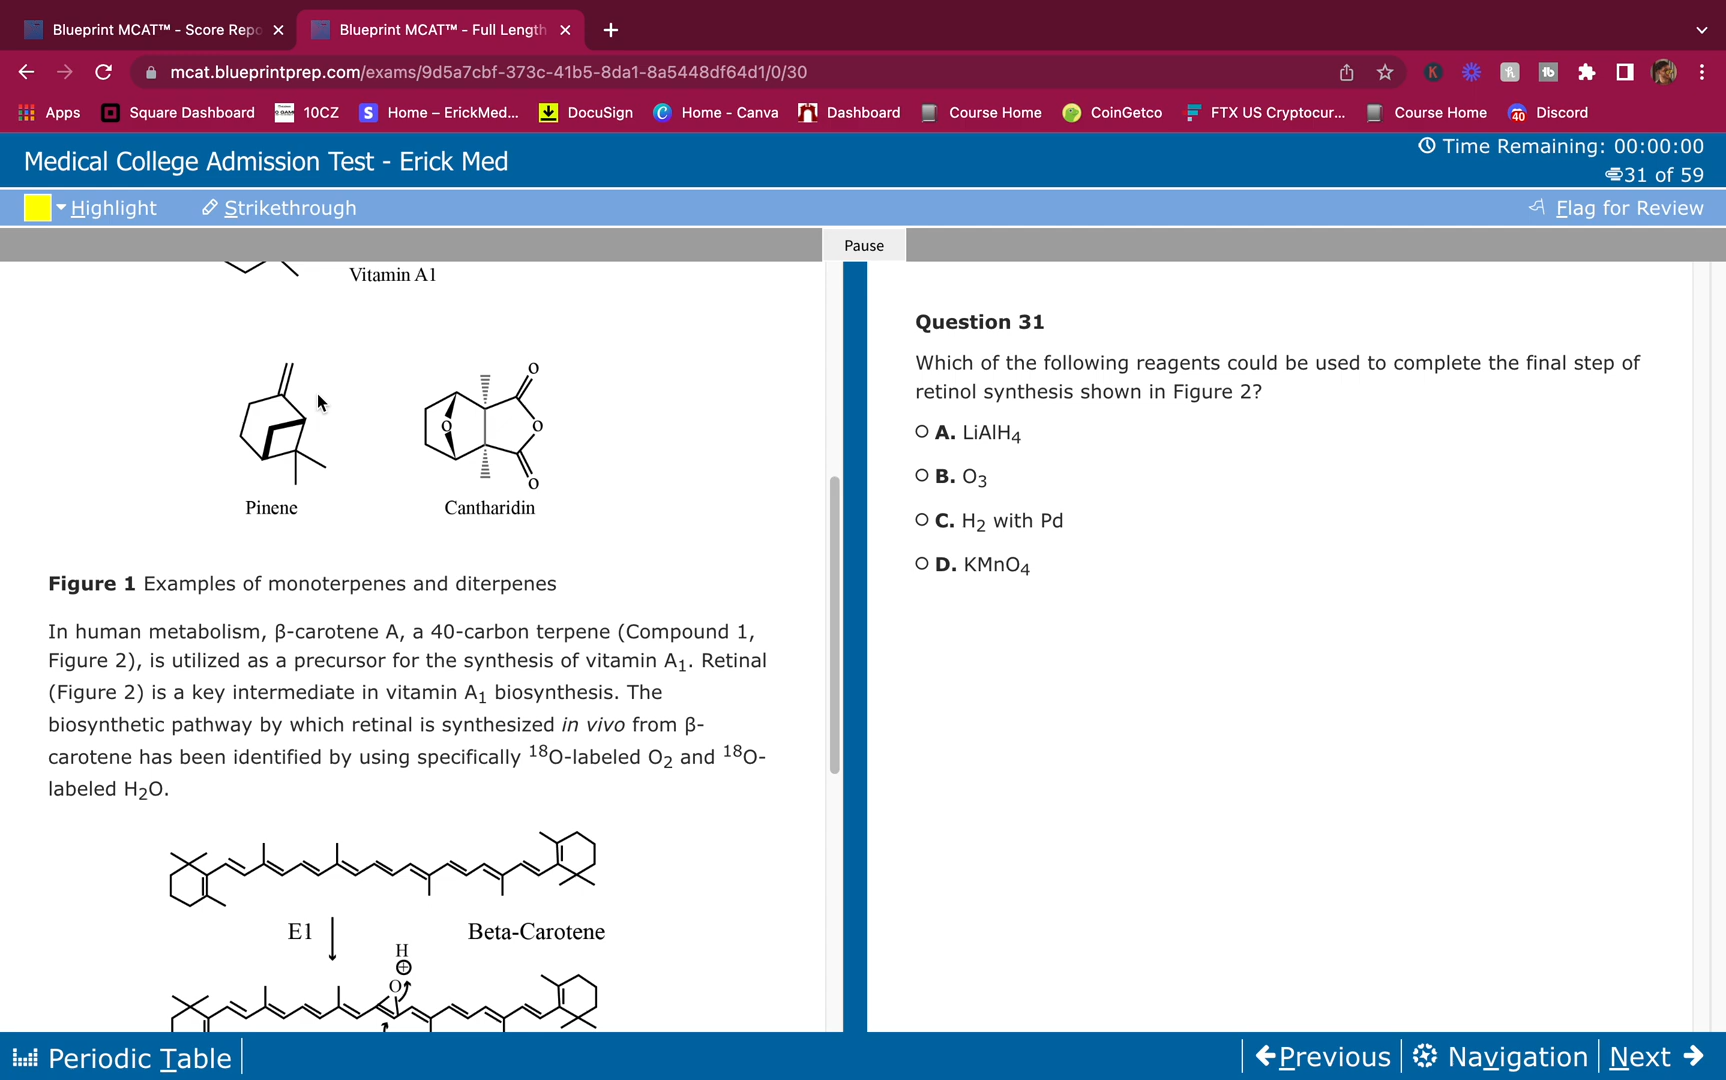 Blueprint MCAT™ - Score Repo
Blueprint MCAT™ - Full Length
mcat.blueprintprep.com/exams/9d5a7cbf-373c-41b5-8da1-8a5448df64d1/0/30
Apps Square Dashboard 10CZ Home – ErickMed... DocuSign Home - Canva Dashboard Course Home CoinGetco FTX US Cryptocur... Course Home 40 Discord
Medical College Admission Test - Erick Med
Time Remaining: 00:00:00
31 of 59
Highlight Strikethrough Flag for Review
Pause
Vitamin A1
O
O
O
O
Pinene Cantharidin
Figure 1 Examples of monoterpenes and diterpenes
In human metabolism, β-carotene A, a 40-carbon terpene (Compound 1,
Figure 2), is utilized as a precursor for the synthesis of vitamin A₁. Retinal
(Figure 2) is a key intermediate in vitamin A₁ biosynthesis. The
biosynthetic pathway by which retinal is synthesized in vivo from β-
carotene has been identified by using specifically ¹⁸O-labeled O₂ and ¹⁸O-
labeled H₂O.
E1 Beta-Carotene
H
⊕
O
Question 31
Which of the following reagents could be used to complete the final step of
retinol synthesis shown in Figure 2?
A. LiAlH₄
B. O₃
C. H₂ with Pd
D. KMnO₄
Periodic Table Previous Navigation Next